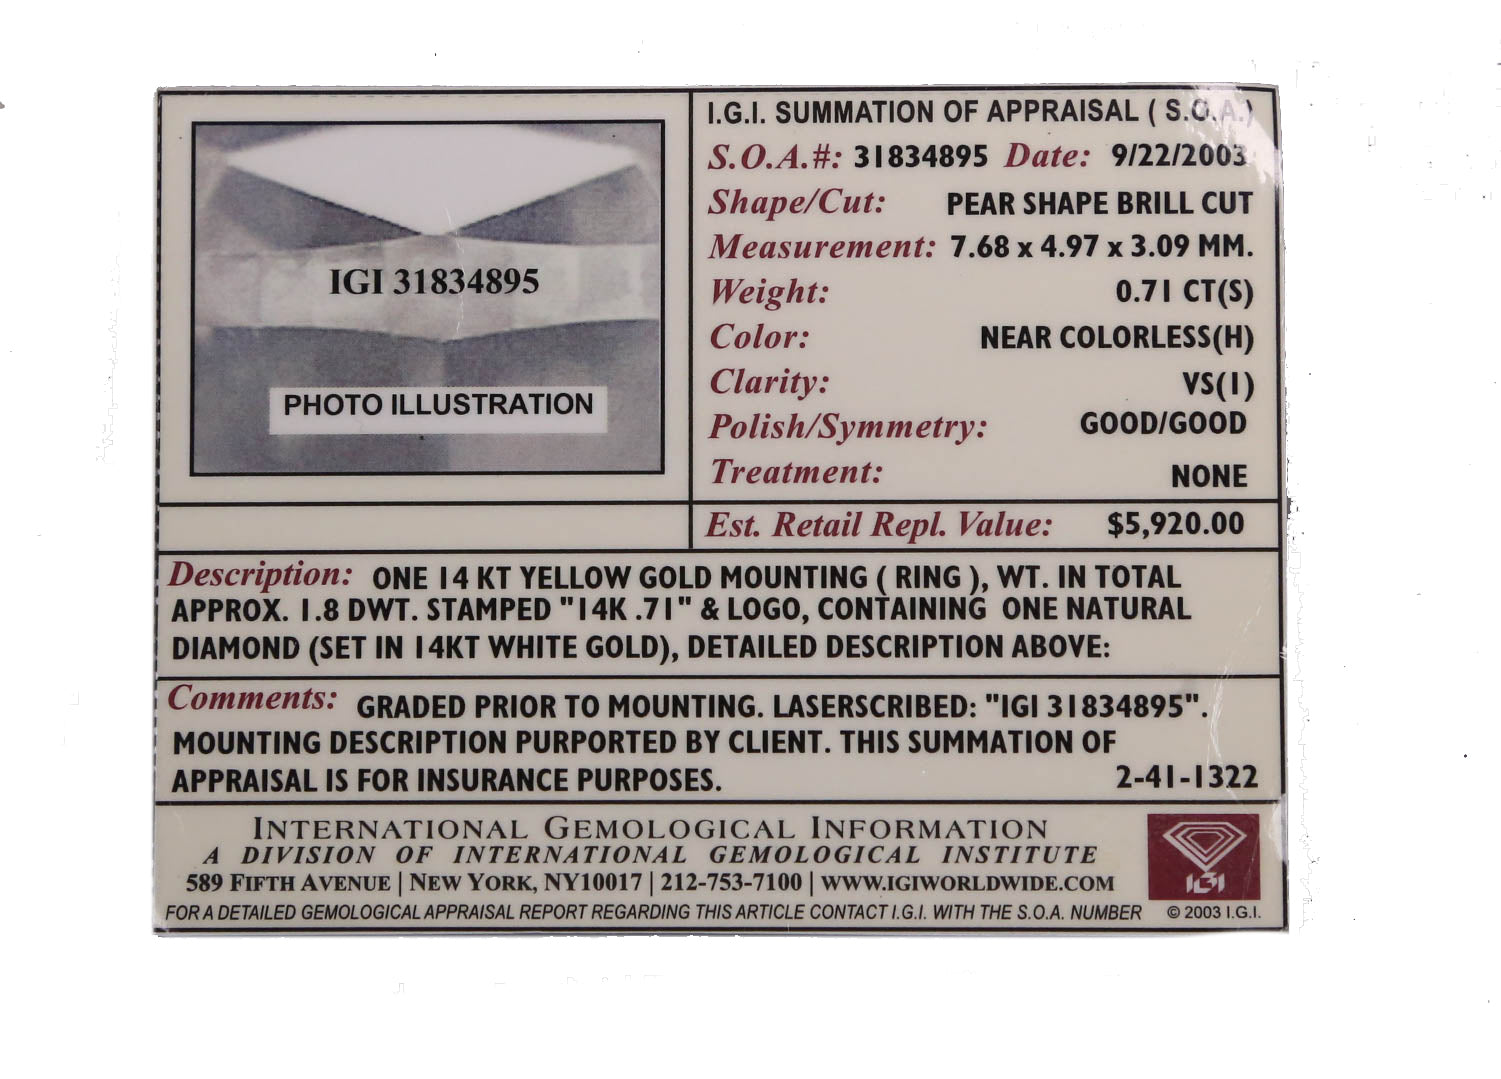 IGI 31834895
PHOTO ILLUSTRATION
I.G.I. SUMMATION OF APPRAISAL ( S.O.A.)
S.O.A.#: 31834895 Date: 9/22/2003
Shape/Cut: PEAR SHAPE BRILL CUT
Measurement: 7.68 x 4.97 x 3.09 MM.
Weight: 0.71 CT(S)
Color: NEAR COLORLESS(H)
Clarity: VS(1)
Polish/Symmetry: GOOD/GOOD
Treatment: NONE
Est. Retail Repl. Value: $5,920.00
Description: ONE 14 KT YELLOW GOLD MOUNTING ( RING ), WT. IN TOTAL
APPROX. 1.8 DWT. STAMPED "14K .71" & LOGO, CONTAINING ONE NATURAL
DIAMOND (SET IN 14KT WHITE GOLD), DETAILED DESCRIPTION ABOVE:
Comments: GRADED PRIOR TO MOUNTING. LASERSCRIBED: "IGI 31834895".
MOUNTING DESCRIPTION PURPORTED BY CLIENT. THIS SUMMATION OF
APPRAISAL IS FOR INSURANCE PURPOSES. 2-41-1322
INTERNATIONAL GEMOLOGICAL INFORMATION
A DIVISION OF INTERNATIONAL GEMOLOGICAL INSTITUTE
589 FIFTH AVENUE | NEW YORK, NY10017 | 212-753-7100 | WWW.IGIWORLDWIDE.COM
IGI
FOR A DETAILED GEMOLOGICAL APPRAISAL REPORT REGARDING THIS ARTICLE CONTACT I.G.I. WITH THE S.O.A. NUMBER © 2003 I.G.I.